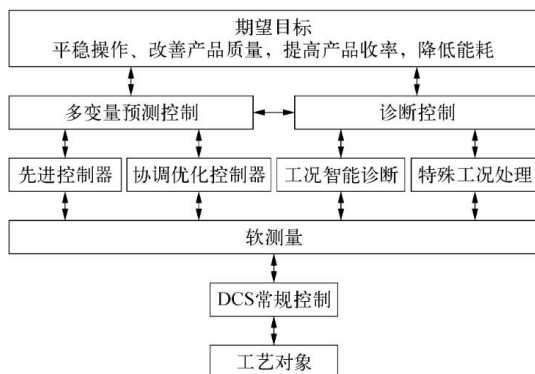 期望目标
平稳操作、改善产品质量，提高产品收率，降低能耗
多变量预测控制
诊断控制
先进控制器
协调优化控制器
工况智能诊断
特殊工况处理
软测量
DCS常规控制
工艺对象